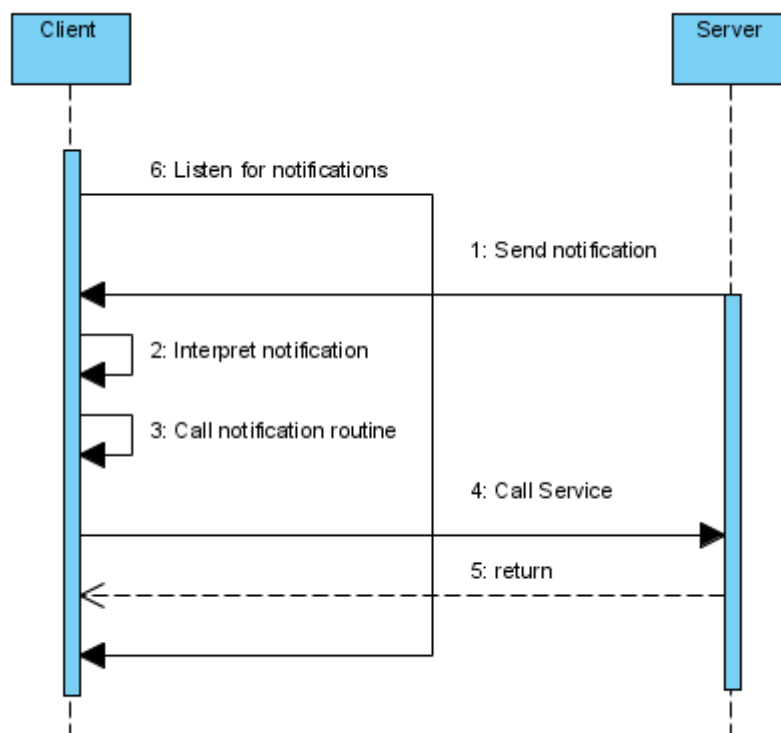 Client
Server
6: Listen for notifications
1: Send notification
2: Interpret notification
3: Call notification routine
4: Call Service
5: return